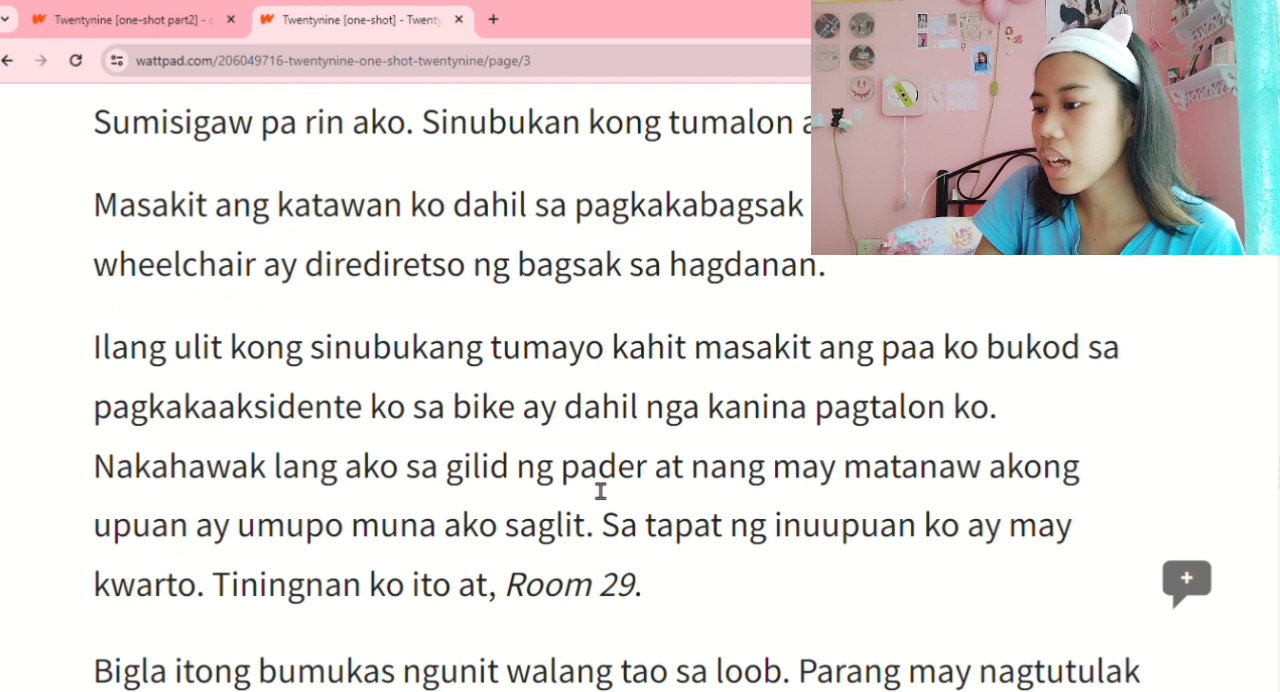 Twentynine [one-shot part2] -
Twentynine [one-shot] - Twenty
wattpad.com/206049716-twentynine-one-shot-twentynine/page/3
Sumisigaw pa rin ako. Sinubukan kong tumalon
Masakit ang katawan ko dahil sa pagkakabagsak
wheelchair ay dirediretso ng bagsak sa hagdanan.
Ilang ulit kong sinubukang tumayo kahit masakit ang paa ko bukod sa
pagkakaaksidente ko sa bike ay dahil nga kanina pagtalon ko.
Nakahawak lang ako sa gilid ng pader at nang may matanaw akong
upuan ay umupo muna ako saglit. Sa tapat ng inuupuan ko ay may
kwarto. Tiningnan ko ito at, Room 29.
Bigla itong bumukas ngunit walang tao sa loob. Parang may nagtutulak